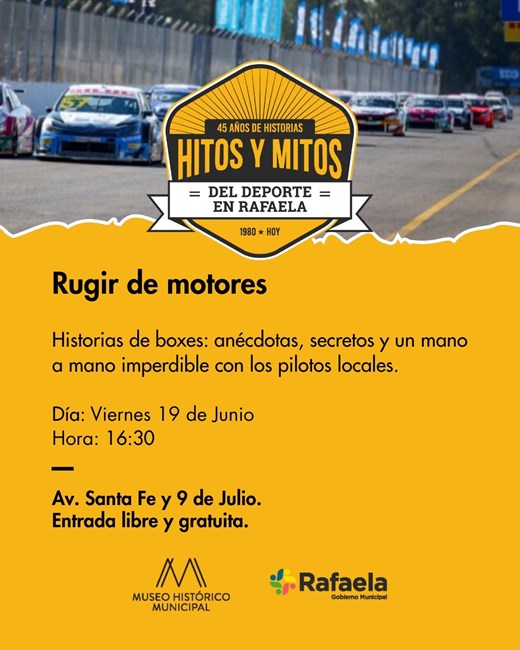 57
45 AÑOS DE HISTORIAS
HITOS Y MITOS
= DEL DEPORTE =
EN RAFAELA
1980 ★ HOY
Rugir de motores
Historias de boxes: anécdotas, secretos y un mano
a mano imperdible con los pilotos locales.
Día: Viernes 19 de Junio
Hora: 16:30
Av. Santa Fe y 9 de Julio.
Entrada libre y gratuita.
MUSEO HISTÓRICO
MUNICIPAL
Rafaela
Gobierno Municipal